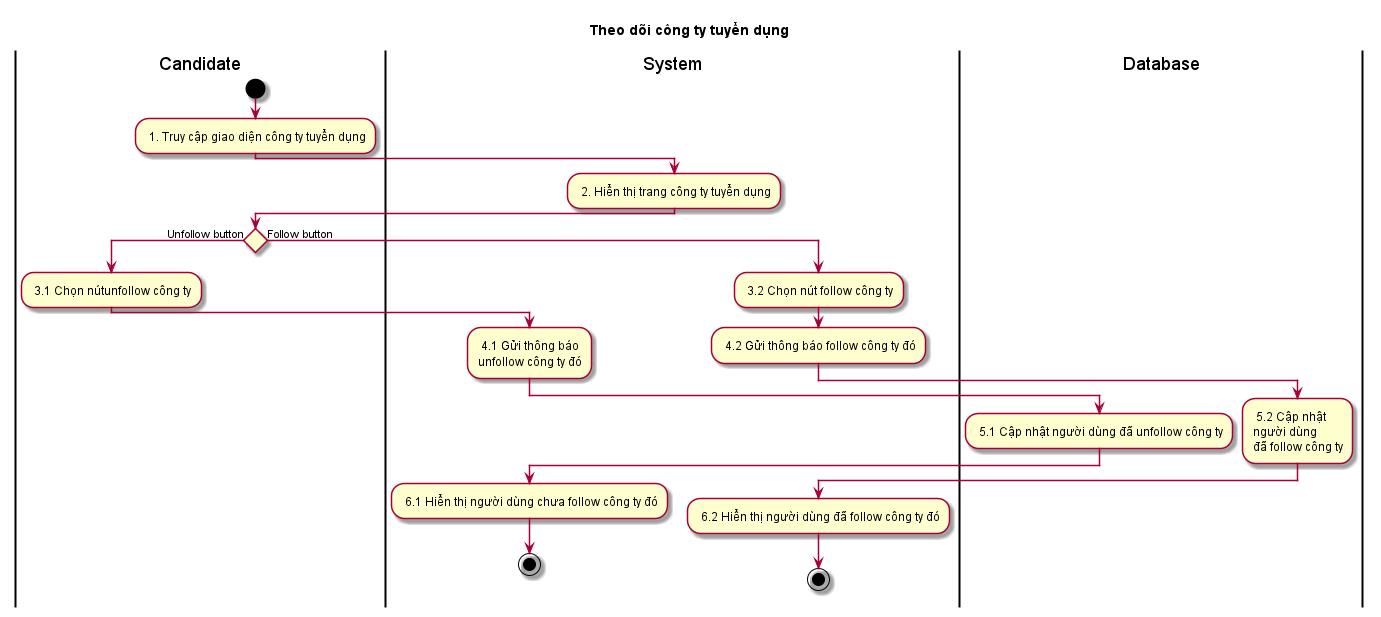 Theo dõi công ty tuyển dụng
Candidate
System
Database
1. Truy cập giao diện công ty tuyển dụng
2. Hiển thị trang công ty tuyển dụng
Unfollow button
Follow button
3.1 Chọn nútunfollow công ty
3.2 Chọn nút follow công ty
4.1 Gửi thông báo
unfollow công ty đó
4.2 Gửi thông báo follow công ty đó
5.1 Cập nhật người dùng đã unfollow công ty
5.2 Cập nhật
người dùng
đã follow công ty
6.1 Hiển thị người dùng chưa follow công ty đó
6.2 Hiển thị người dùng đã follow công ty đó